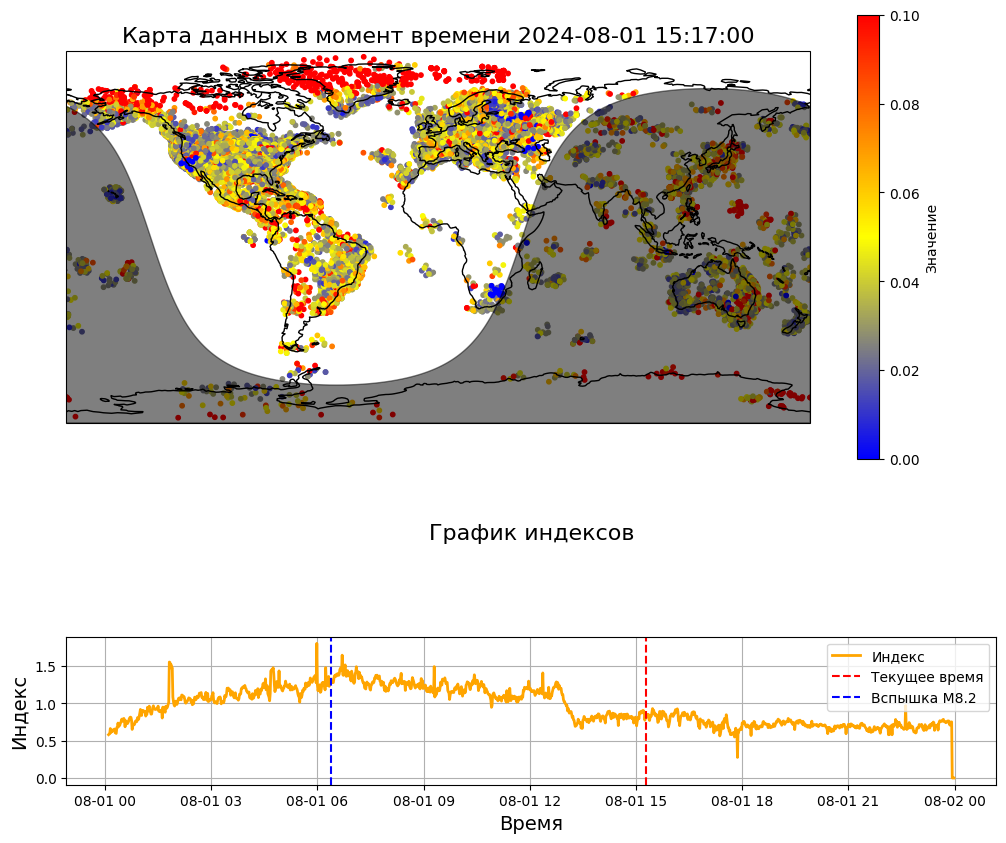 Карта данных в момент времени 2024-08-01 15:17:00
0.10
0.08
0.06
0.04
0.02
0.00
Значение
График индексов
Индекс
1.5
1.0
0.5
0.0
Индекс
Текущее время
Вспышка M8.2
08-01 00
08-01 03
08-01 06
08-01 09
08-01 12
08-01 15
08-01 18
08-01 21
08-02 00
Время